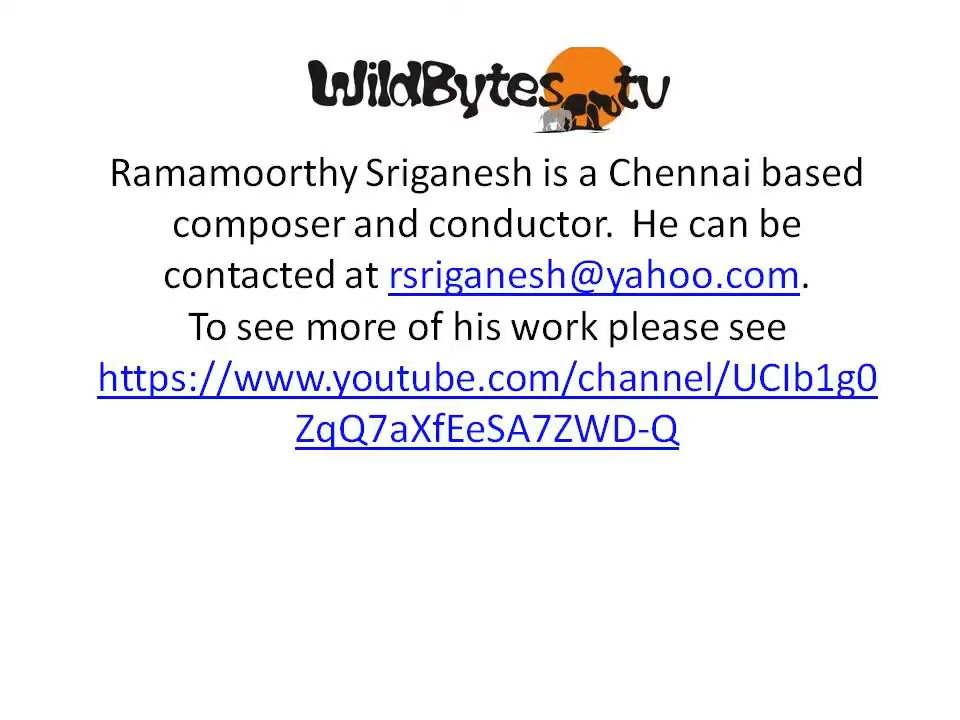 WildBytes.tv
Ramamoorthy Sriganesh is a Chennai based
composer and conductor.  He can be
contacted at rsriganesh@yahoo.com.
To see more of his work please see
https://www.youtube.com/channel/UCIb1g0
ZqQ7aXfEeSA7ZWD-Q